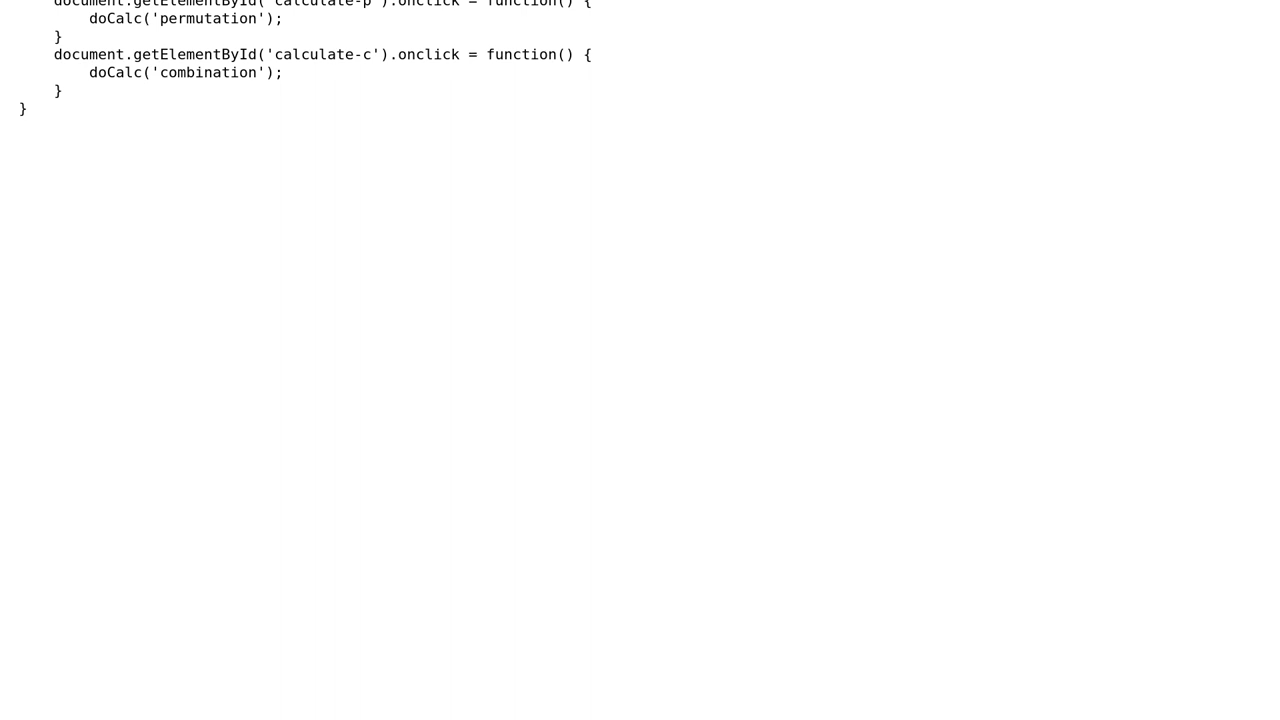 document.getElementById('calculate-p').onclick = function() {
doCalc('permutation');
}
document.getElementById('calculate-c').onclick = function() {
doCalc('combination');
}
}